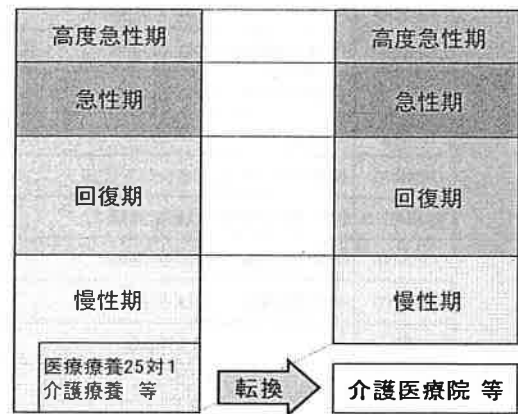 高度急性期
急性期
回復期
慢性期
医療療養25対1
介護療養 等
転換
高度急性期
急性期
回復期
慢性期
介護医療院 等